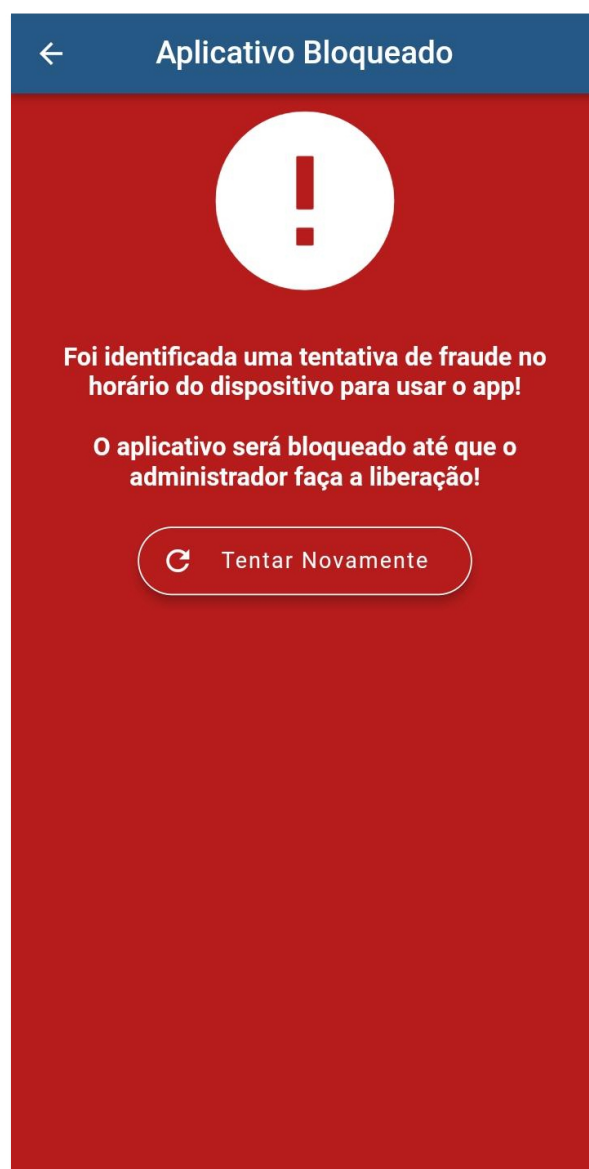 Aplicativo Bloqueado
Foi identificada uma tentativa de fraude no
horário do dispositivo para usar o app!
O aplicativo será bloqueado até que o
administrador faça a liberação!
Tentar Novamente